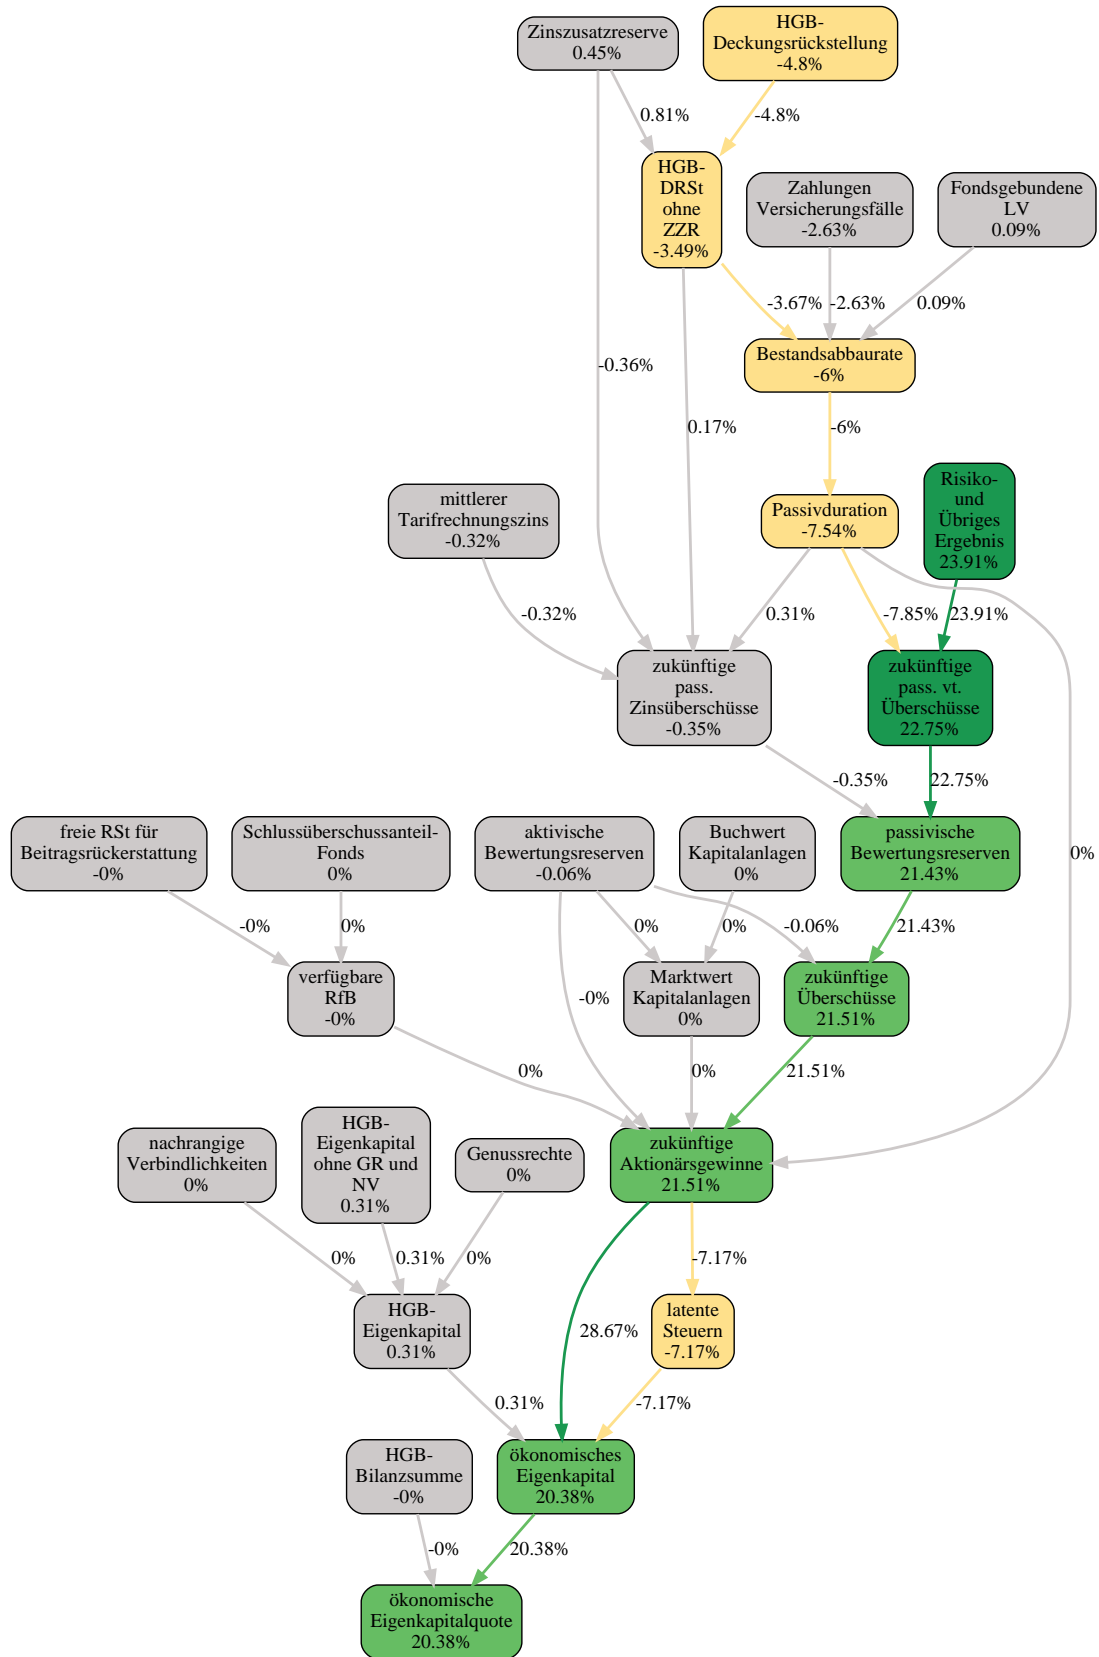 Zinszusatzreserve
0.45%
HGB-
Deckungsrückstellung
-4.8%
0.81%
-4.8%
HGB-
DRSt
ohne
ZZR
-3.49%
Zahlungen
Versicherungsfälle
-2.63%
Fondsgebundene
LV
0.09%
-3.67%
-2.63%
0.09%
-0.36%
Bestandsabbaurate
-6%
0.17%
-6%
mittlerer
Tarifrechnungszins
-0.32%
Passivduration
-7.54%
Risiko-
und
Übriges
Ergebnis
23.91%
-0.32%
0.31%
-7.85%
23.91%
zukünftige
pass.
Zinsüberschüsse
-0.35%
zukünftige
pass. vt.
Überschüsse
22.75%
-0.35%
22.75%
freie RSt für
Beitragsrückerstattung
-0%
Schlussüberschussanteil-
Fonds
0%
aktivische
Bewertungsreserven
-0.06%
Buchwert
Kapitalanlagen
0%
passivische
Bewertungsreserven
21.43%
0%
-0%
0%
0%
0%
-0.06%
21.43%
verfügbare
RfB
-0%
-0%
Marktwert
Kapitalanlagen
0%
zukünftige
Überschüsse
21.51%
0%
0%
21.51%
nachrangige
Verbindlichkeiten
0%
HGB-
Eigenkapital
ohne GR und
NV
0.31%
Genussrechte
0%
zukünftige
Aktionärsgewinne
21.51%
0%
0.31%
0%
-7.17%
HGB-
Eigenkapital
0.31%
28.67%
latente
Steuern
-7.17%
0.31%
-7.17%
HGB-
Bilanzsumme
-0%
ökonomisches
Eigenkapital
20.38%
-0%
20.38%
ökonomische
Eigenkapitalquote
20.38%